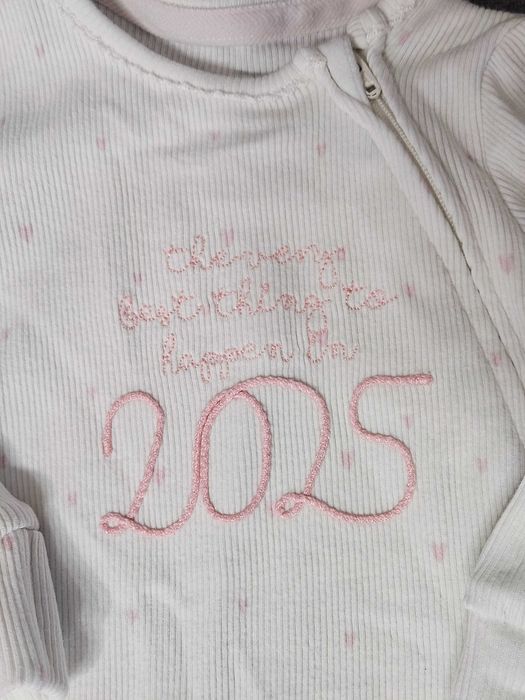 the very
best thing to
happen in
2025